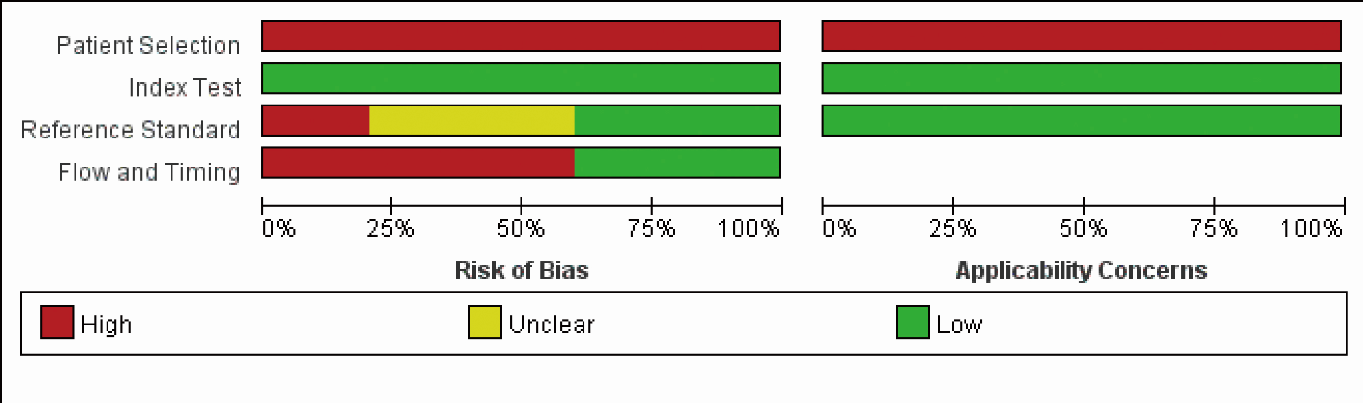 Patient Selection
Index Test
Reference Standard
Flow and Timing
0% 25% 50% 75% 100% 0% 25% 50% 75% 100%
Risk of Bias Applicability Concerns
High Unclear Low